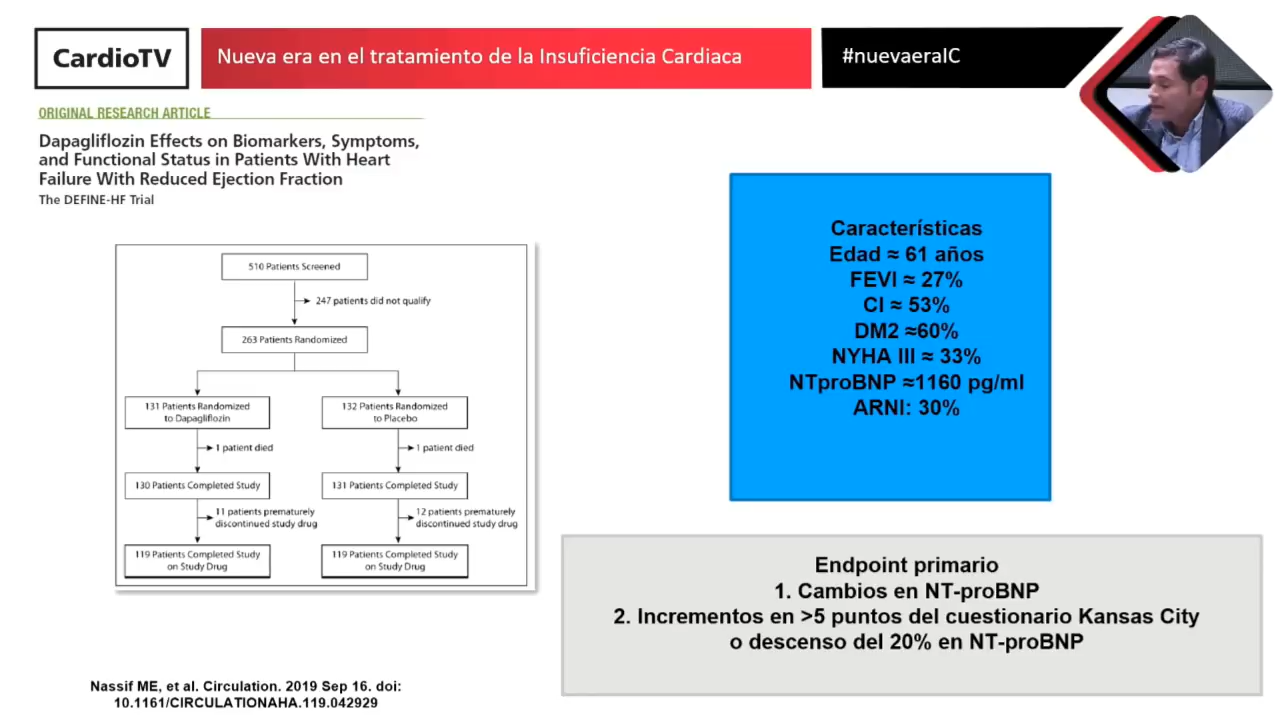 CardioTV
Nueva era en el tratamiento de la Insuficiencia Cardiaca
#nuevaeraIC
ORIGINAL RESEARCH ARTICLE
Dapagliflozin Effects on Biomarkers, Symptoms,
and Functional Status in Patients With Heart
Failure With Reduced Ejection Fraction
The DEFINE-HF Trial
510 Patients Screened
247 patients did not qualify
263 Patients Randomized
131 Patients Randomized
to Dapagliflozin
132 Patients Randomized
to Placebo
1 patient died
1 patient died
130 Patients Completed Study
131 Patients Completed Study
11 patients prematurely
discontinued study drug
12 patients prematurely
discontinued study drug
119 Patients Completed Study
on Study Drug
119 Patients Completed Study
on Study Drug
Características
Edad ≈ 61 años
FEVI ≈ 27%
CI ≈ 53%
DM2 ≈60%
NYHA III ≈ 33%
NTproBNP ≈1160 pg/ml
ARNI: 30%
Endpoint primario
1. Cambios en NT-proBNP
2. Incrementos en >5 puntos del cuestionario Kansas City
o descenso del 20% en NT-proBNP
Nassif ME, et al. Circulation. 2019 Sep 16. doi:
10.1161/CIRCULATIONAHA.119.042929